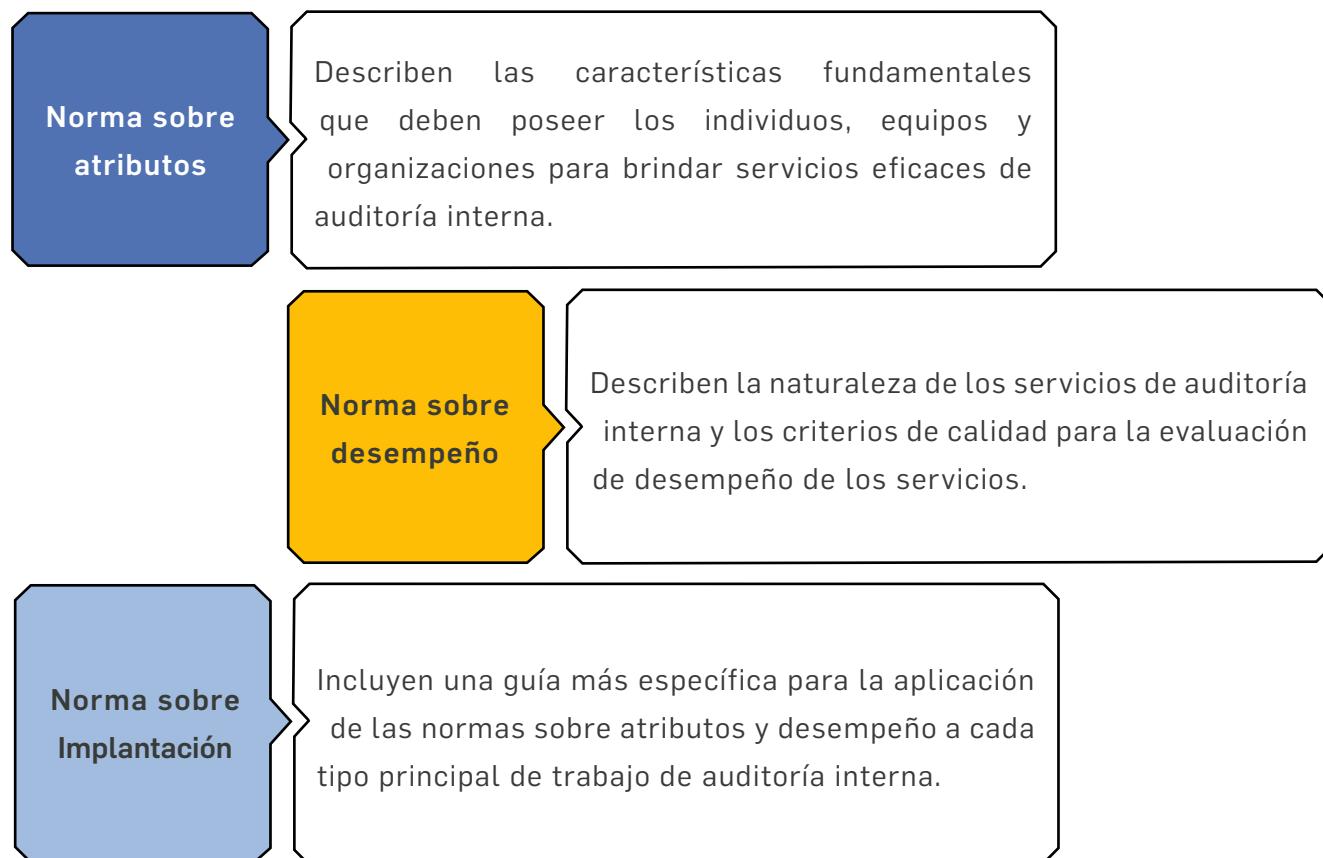 Norma sobre
atributos
Describen las características fundamentales
que deben poseer los individuos, equipos y
organizaciones para brindar servicios eficaces de
auditoría interna.
Norma sobre
desempeño
Describen la naturaleza de los servicios de auditoría
interna y los criterios de calidad para la evaluación
de desempeño de los servicios.
Norma sobre
Implantación
Incluyen una guía más específica para la aplicación
de las normas sobre atributos y desempeño a cada
tipo principal de trabajo de auditoría interna.